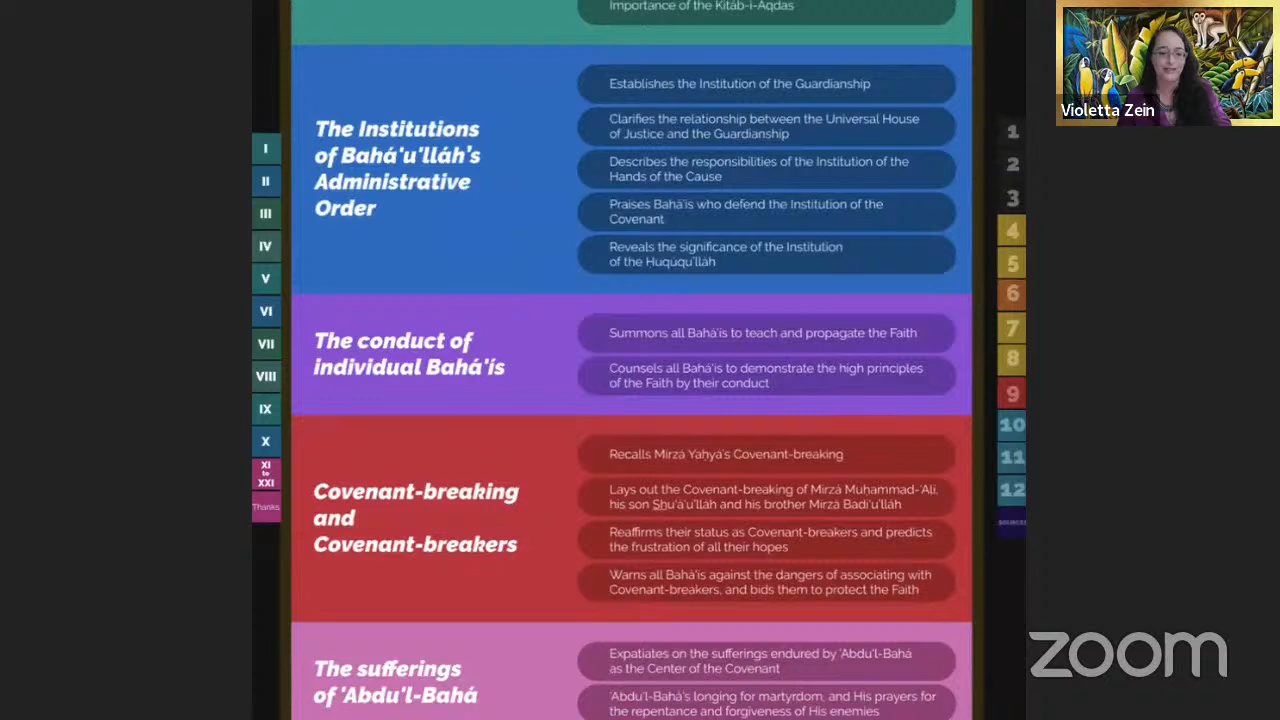 Importance of the Kitáb-i-Aqdas
The Institutions
of Bahá'u'lláh's
Administrative
Order
Establishes the Institution of the Guardianship
Clarifies the relationship between the Universal House
of Justice and the Guardianship
Describes the responsibilities of the Institution of the
Hands of the Cause
Praises Bahá'ís who defend the Institution of the
Covenant
Reveals the significance of the Institution
of the Ḥuqúqu'lláh
The conduct of
individual Bahá'ís
Summons all Bahá'ís to teach and propagate the Faith
Counsels all Bahá'ís to demonstrate the high principles
of the Faith by their conduct
Covenant-breaking
and
Covenant-breakers
Recalls Mírzá Yaḥyá's Covenant-breaking
Lays out the Covenant-breaking of Mírzá Muḥammad-'Alí,
his son Shu'á'u'lláh and his brother Mírzá Badí'u'lláh
Reaffirms their status as Covenant-breakers and predicts
the frustration of all their hopes
Warns all Bahá'ís against the dangers of associating with
Covenant-breakers, and bids them to protect the Faith
The sufferings
of 'Abdu'l-Bahá
Expatiates on the sufferings endured by 'Abdu'l-Bahá
as the Center of the Covenant
'Abdu'l-Bahá's longing for martyrdom, and His prayers for
the repentance and forgiveness of His enemies
I
II
III
IV
V
VI
VII
VIII
IX
X
XI
to
XXI
Thanks
1
2
3
4
5
6
7
8
9
10
11
12
SOURCES
Violetta Zein
zoom